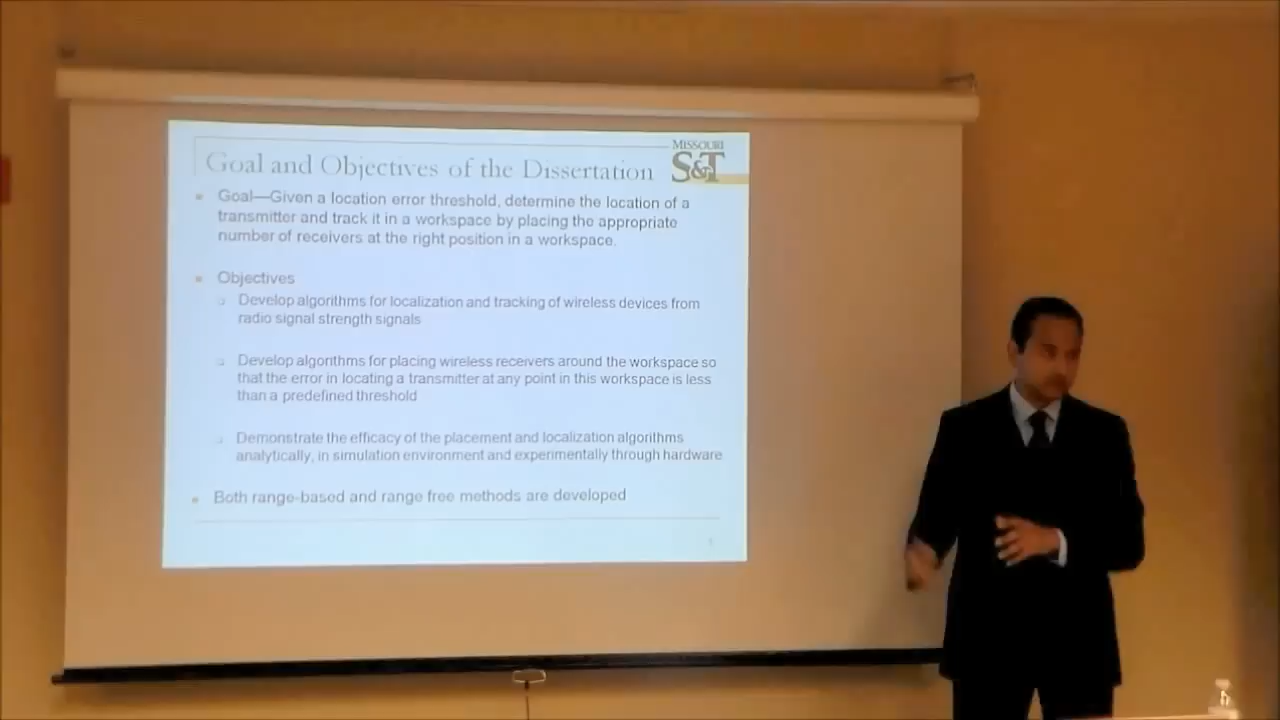 MISSOURI
S&T
Goal and Objectives of the Dissertation
Goal—Given a location error threshold, determine the location of a
transmitter and track it in a workspace by placing the appropriate
number of receivers at the right position in a workspace.
Objectives
Develop algorithms for localization and tracking of wireless devices from
radio signal strength signals
Develop algorithms for placing wireless receivers around the workspace so
that the error in locating a transmitter at any point in this workspace is less
than a predefined threshold
Demonstrate the efficacy of the placement and localization algorithms
analytically, in simulation environment and experimentally through hardware
Both range-based and range free methods are developed